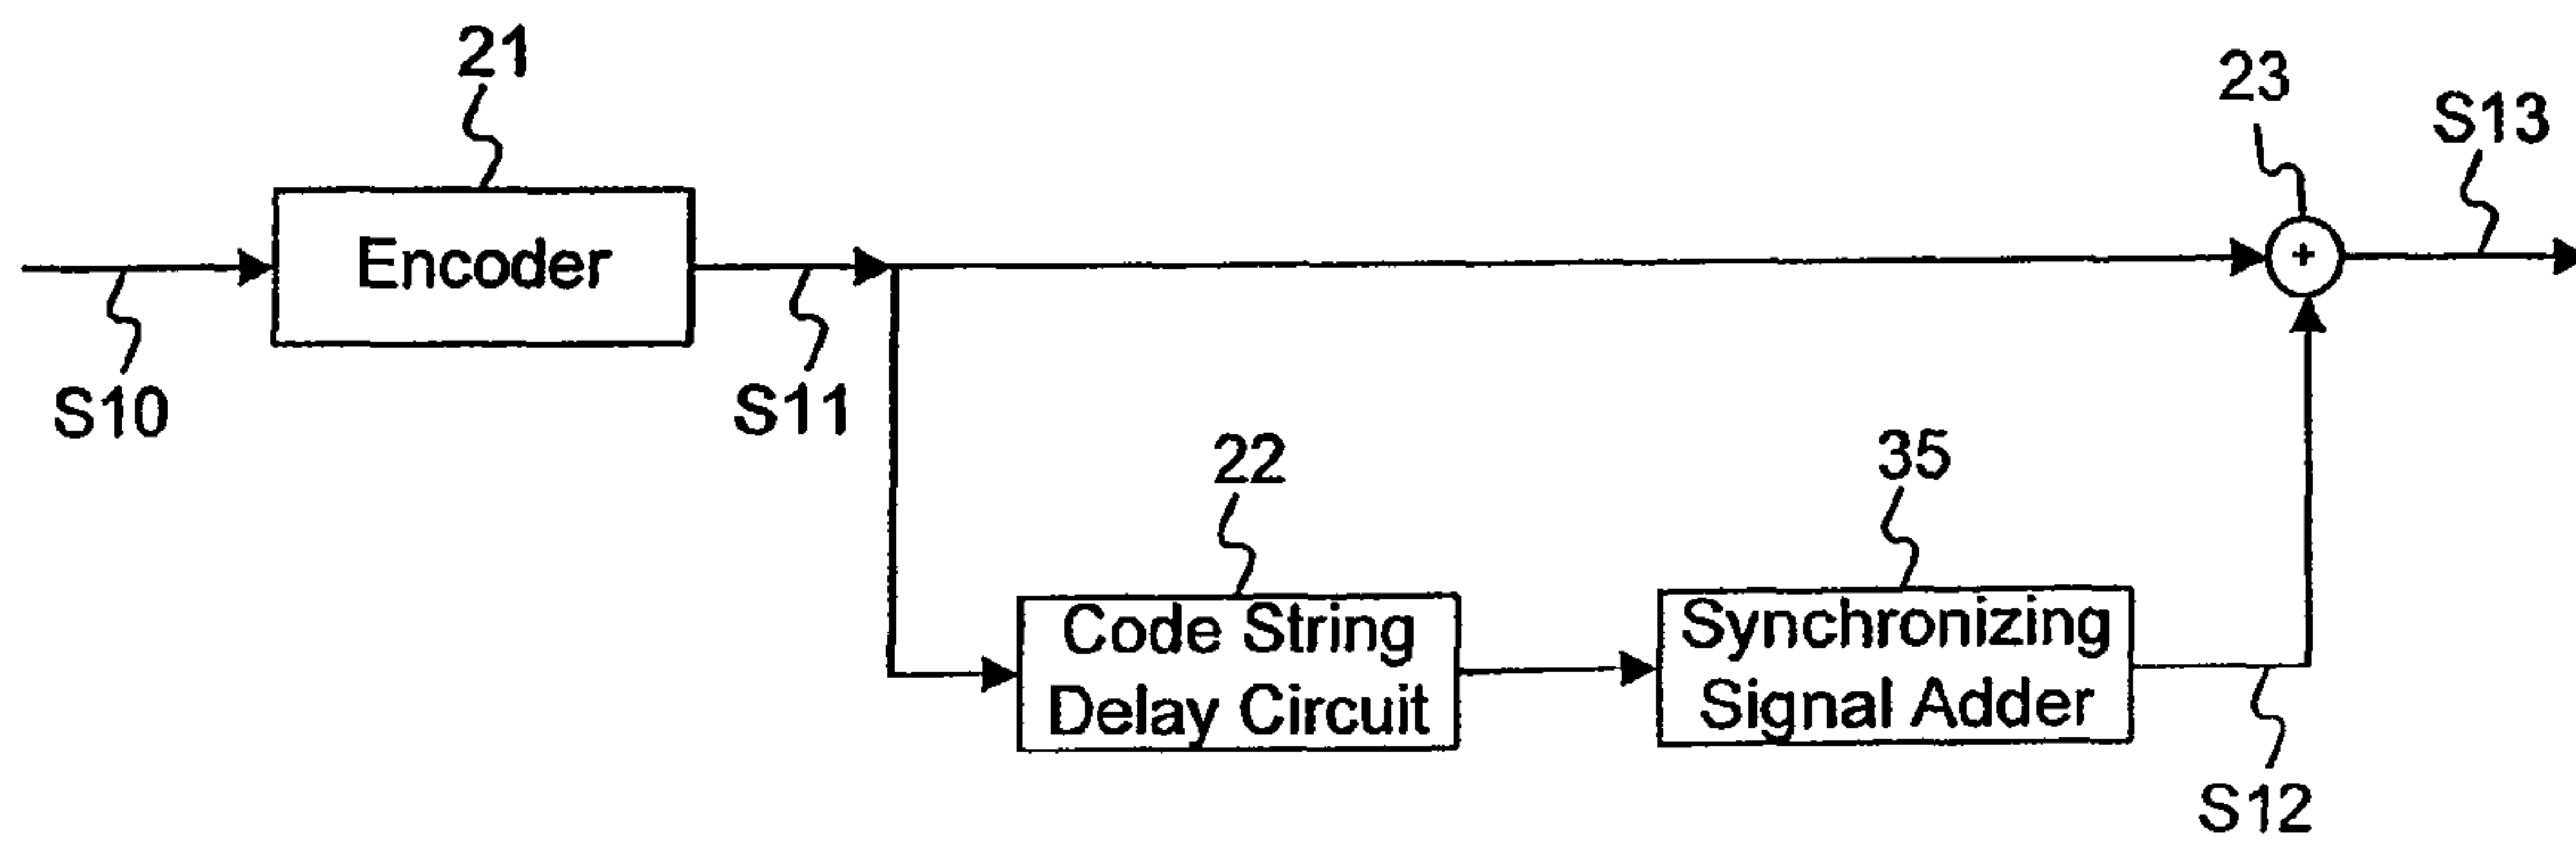 21
23
S13
Encoder
+
S10
S11
22
35
Code String
Delay Circuit
Synchronizing
Signal Adder
S12